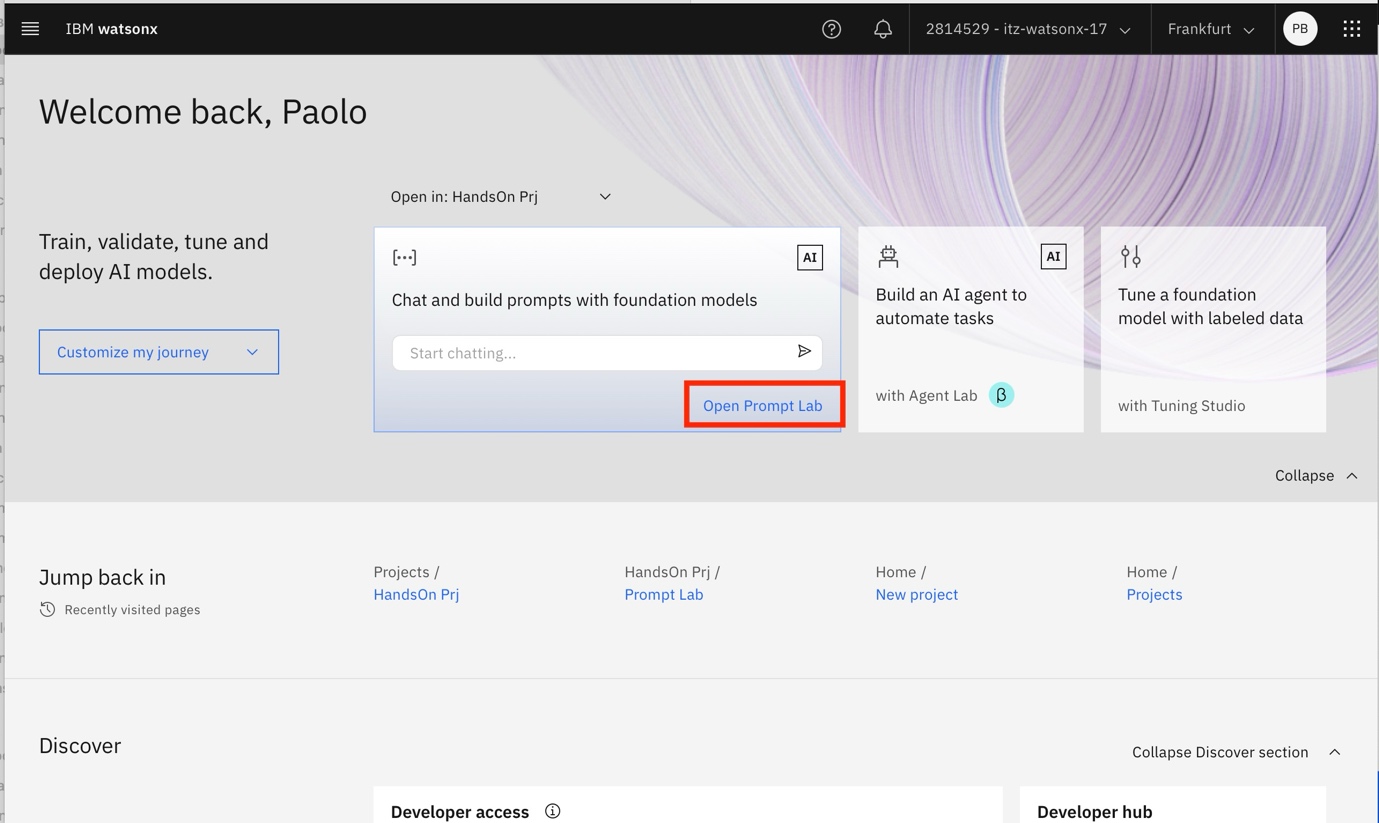 IBM watsonx
2814529 - itz-watsonx-17
Frankfurt
PB
Welcome back, Paolo
Open in: HandsOn Prj
Train, validate, tune and
deploy AI models.
Customize my journey
AI
Chat and build prompts with foundation models
Start chatting...
Open Prompt Lab
AI
Build an AI agent to
automate tasks
with Agent Lab β
Tune a foundation
model with labeled data
with Tuning Studio
Collapse
Jump back in
Recently visited pages
Projects /
HandsOn Prj
HandsOn Prj /
Prompt Lab
Home /
New project
Home /
Projects
Discover
Collapse Discover section
Developer access
Developer hub